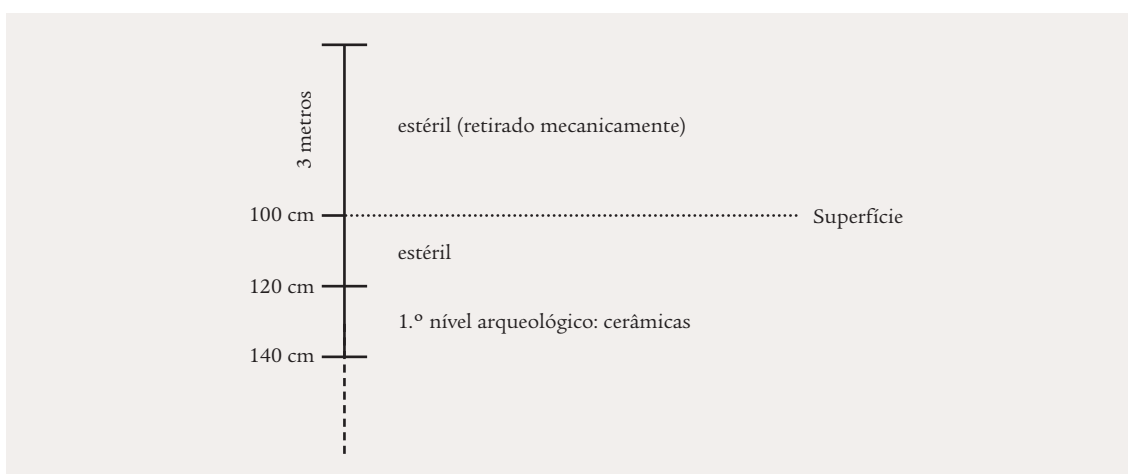 3 metros
estéril (retirado mecanicamente)
100 cm
Superfície
estéril
120 cm
1.º nível arqueológico: cerâmicas
140 cm